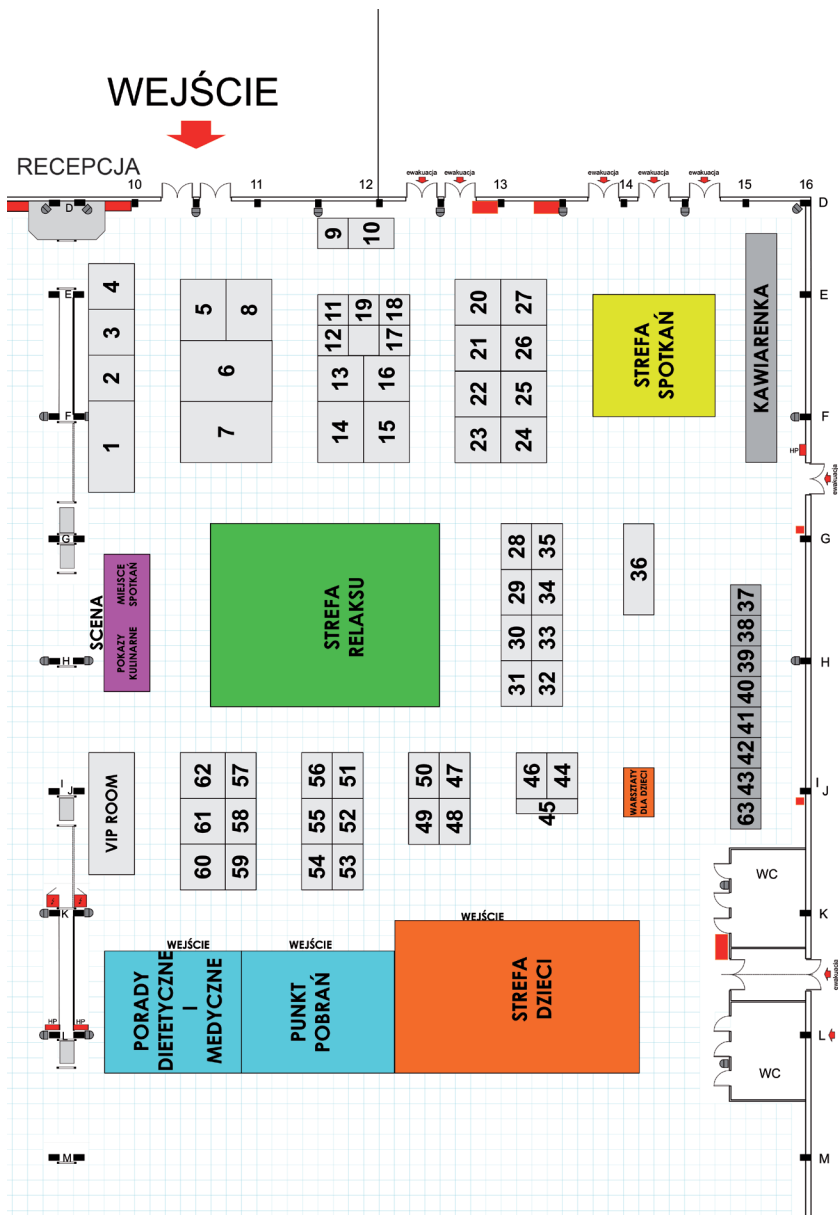 WEJŚCIE
RECEPCJA
ewakuacja
ewakuacja
ewakuacja
ewakuacja
ewakuacja
10
11
12
13
14
15
16
D
D
9
10
E
4
3
2
1
5
8
6
7
11
19
18
12
17
13
16
14
15
20
27
21
26
22
25
23
24
STREFA
SPOTKAŃ
KAWIARENKA
E
F
F
HP
ewakuacja
G
G
SCENA
POKAZY
KULINARNE
MIEJSCE
SPOTKAŃ
STREFA
RELAKSU
28
35
29
34
30
33
31
32
36
37
38
39
40
41
42
43
63
H
H
I
J
VIP ROOM
62
57
61
58
60
59
56
51
55
52
54
53
50
47
49
48
46
44
45
WARSZTATY
DLA DZIECI
I
J
WC
K
K
WEJŚCIE
WEJŚCIE
WEJŚCIE
PORADY
DIETETYCZNE
I
MEDYCZNE
PUNKT
POBRAŃ
STREFA
DZIECI
ewakuacja
HP
HP
L
L
WC
M
M